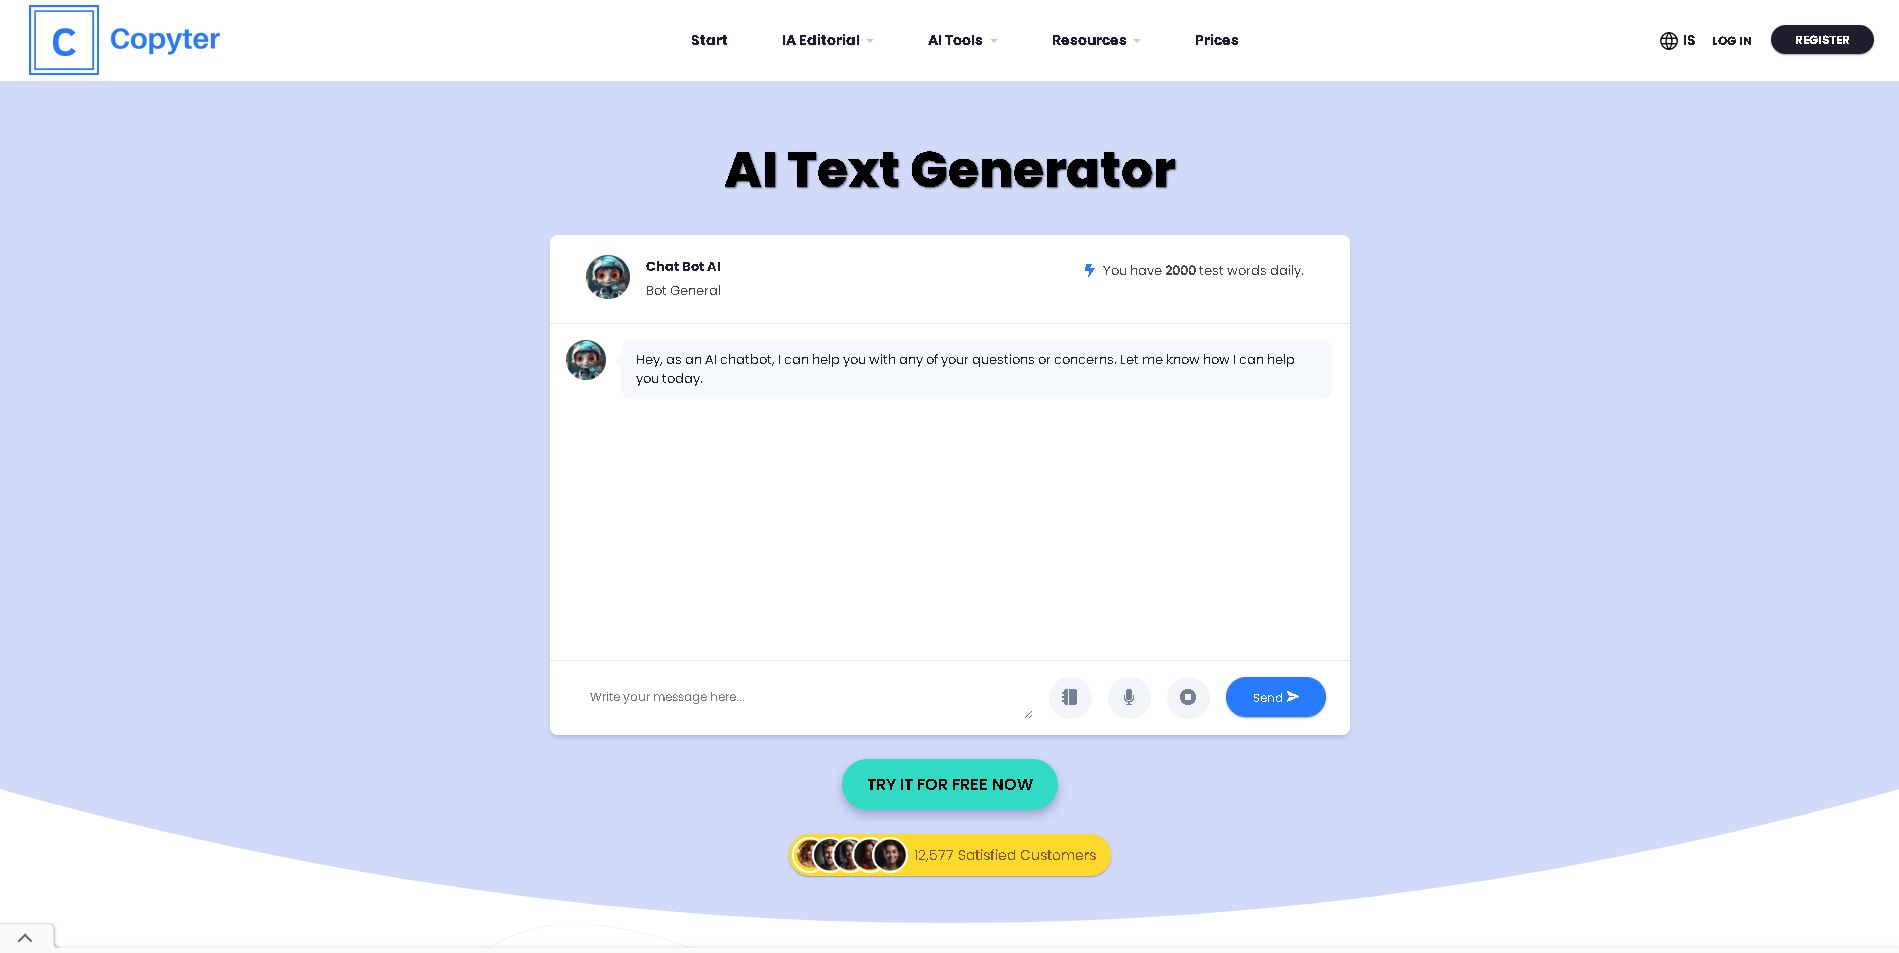 C Copyter
Start
IA Editorial
AI Tools
Resources
Prices
IS
LOG IN
REGISTER
AI Text Generator
Chat Bot AI
Bot General
You have 2000 test words daily.
Hey, as an AI chatbot, I can help you with any of your questions or concerns. Let me know how I can help
you today.
Write your message here...
Send
TRY IT FOR FREE NOW
12,577 Satisfied Customers